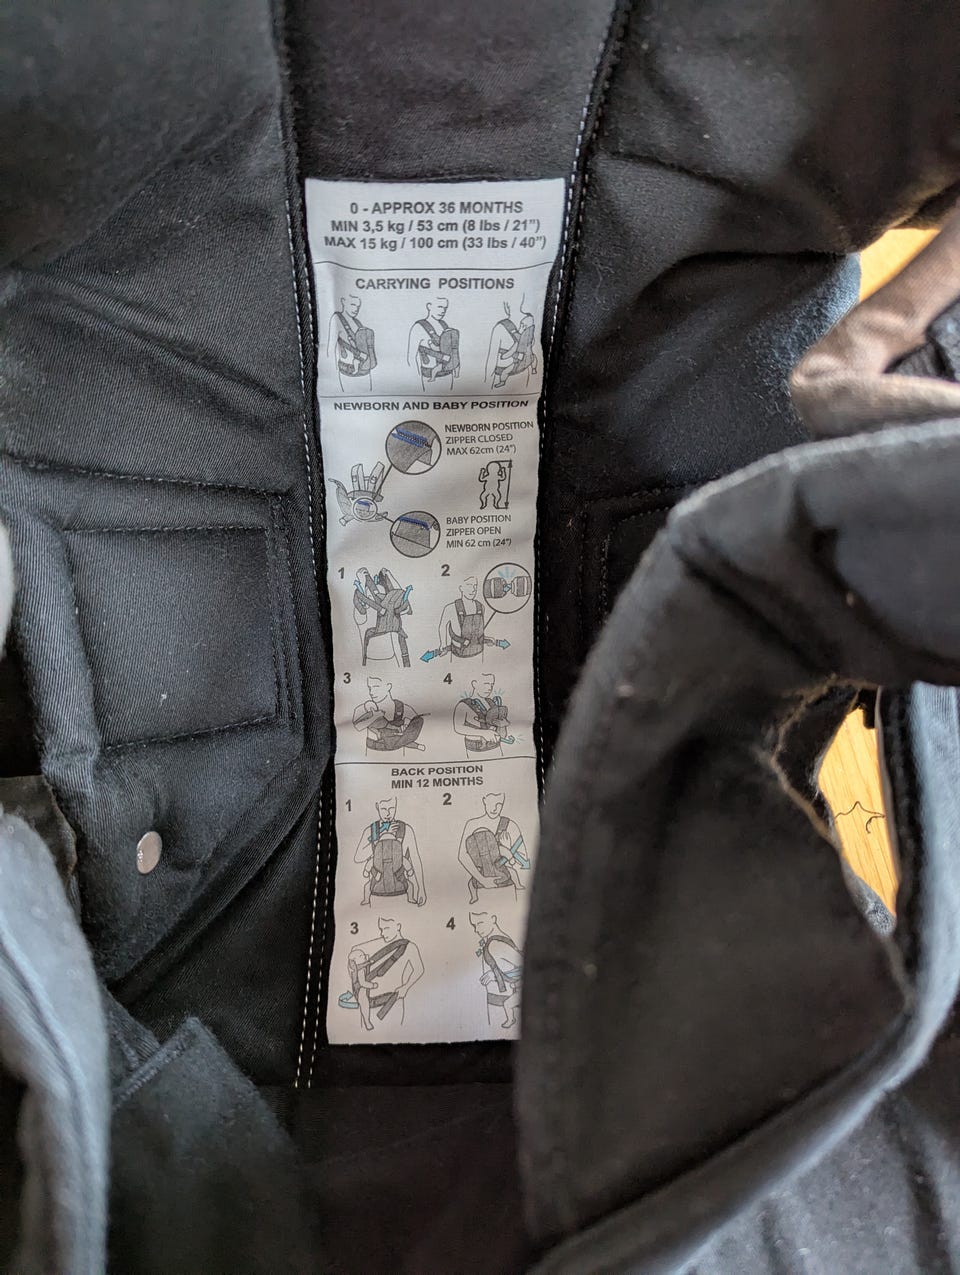 0 - APPROX 36 MONTHS
MIN 3,5 kg / 53 cm (8 lbs / 21")
MAX 15 kg / 100 cm (33 lbs / 40")
CARRYING POSITIONS
NEWBORN AND BABY POSITION
NEWBORN POSITION
ZIPPER CLOSED
MAX 62cm (24")
BABY POSITION
ZIPPER OPEN
MIN 62 cm (24")
1 2
3 4
BACK POSITION
MIN 12 MONTHS
1 2
3 4